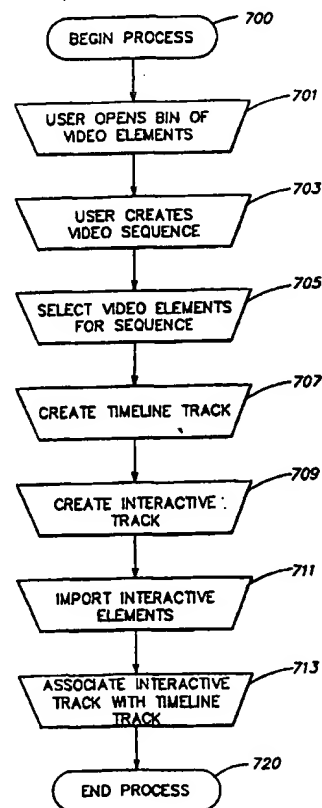 700
BEGIN PROCESS
701
USER OPENS BIN OF
VIDEO ELEMENTS
703
USER CREATES
VIDEO SEQUENCE
705
SELECT VIDEO ELEMENTS
FOR SEQUENCE
707
CREATE TIMELINE TRACK
709
CREATE INTERACTIVE
TRACK
711
IMPORT INTERACTIVE
ELEMENTS
713
ASSOCIATE INTERACTIVE
TRACK WITH TIMELINE
TRACK
720
END PROCESS